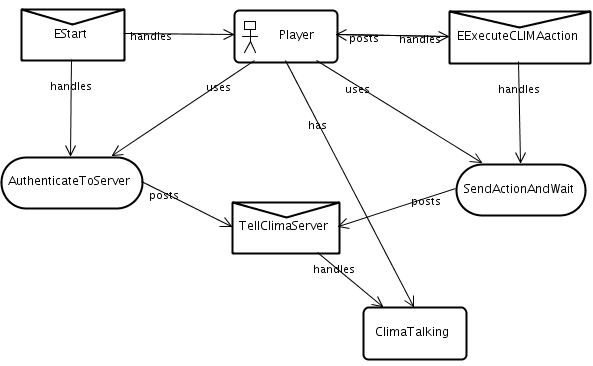 EStart
handles
Player
posts
handles
EExecuteCLIMAaction
handles
uses
uses
handles
has
AuthenticateToServer
SendActionAndWait
posts
posts
TellClimaServer
handles
ClimaTalking